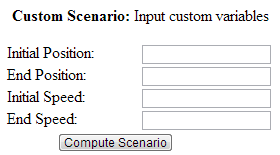 Custom Scenario: Input custom variables
Initial Position:
End Position:
Initial Speed:
End Speed:
Compute Scenario